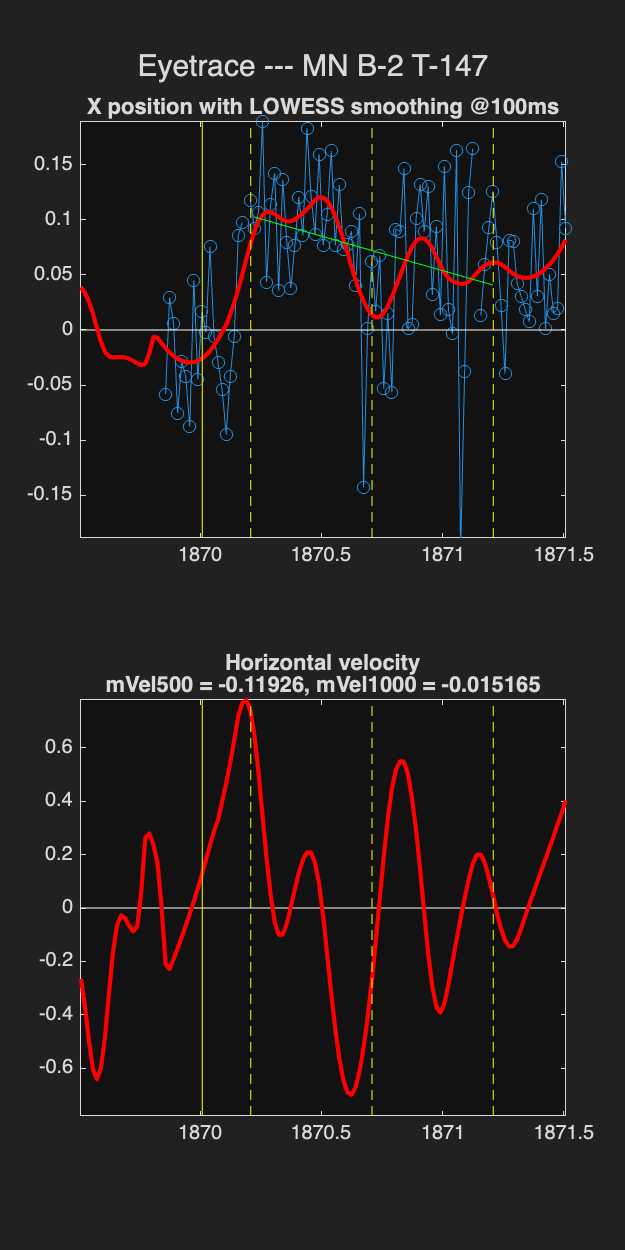 Eyetrace --- MN B-2 T-147
X position with LOWESS smoothing @100ms
0.15
0.1
0.05
0
-0.05
-0.1
-0.15
1870 1870.5 1871 1871.5
Horizontal velocity
mVel500 = -0.11926, mVel1000 = -0.015165
0.6
0.4
0.2
0
-0.2
-0.4
-0.6
1870 1870.5 1871 1871.5